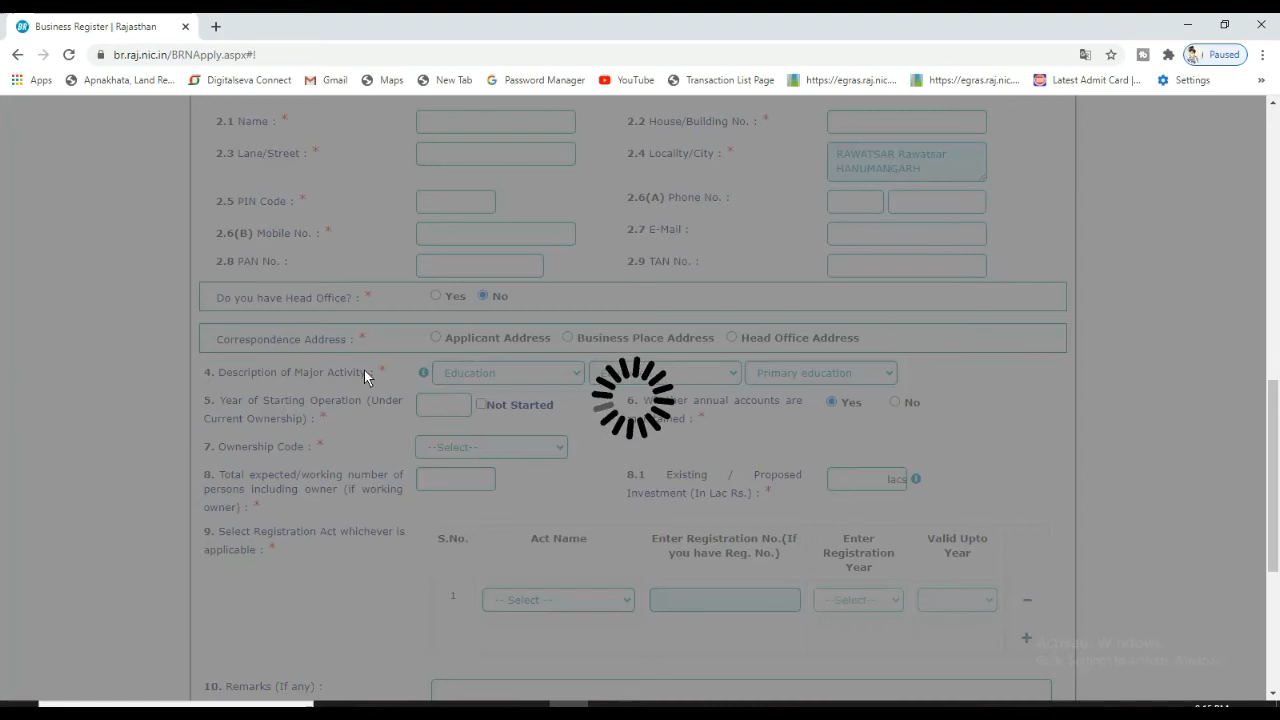 BR Business Register | Rajasthan
br.raj.nic.in/BRNApply.aspx#!
Paused
Apps Apnakhata, Land Re... Digitalseva Connect Gmail Maps New Tab Password Manager YouTube Transaction List Page https://egras.raj.nic.... https://egras.raj.nic.... Latest Admit Card |... Settings »
2.1 Name : * 2.2 House/Building No. : *
2.3 Lane/Street : * 2.4 Locality/City : * RAWATSAR Rawatsar
HANUMANGARH
2.5 PIN Code : * 2.6(A) Phone No. :
2.6(B) Mobile No. : * 2.7 E-Mail :
2.8 PAN No. : 2.9 TAN No. :
Do you have Head Office? : * Yes No
Correspondence Address : * Applicant Address Business Place Address Head Office Address
4. Description of Major Activity : * Education Primary education
5. Year of Starting Operation (Under Current Ownership) : * Not Started 6. annual accounts are : * Yes No
7. Ownership Code : * --Select--
8. Total expected/working number of persons including owner (if working owner) : * 8.1 Existing / Proposed Investment (In Lac Rs.) : * lacs
9. Select Registration Act whichever is applicable : *
S.No. Act Name Enter Registration No.(If you have Reg. No.) Enter Registration Year Valid Upto Year
1 -- Select -- --Select-- −
+
Activate Windows
10. Remarks (If any) :